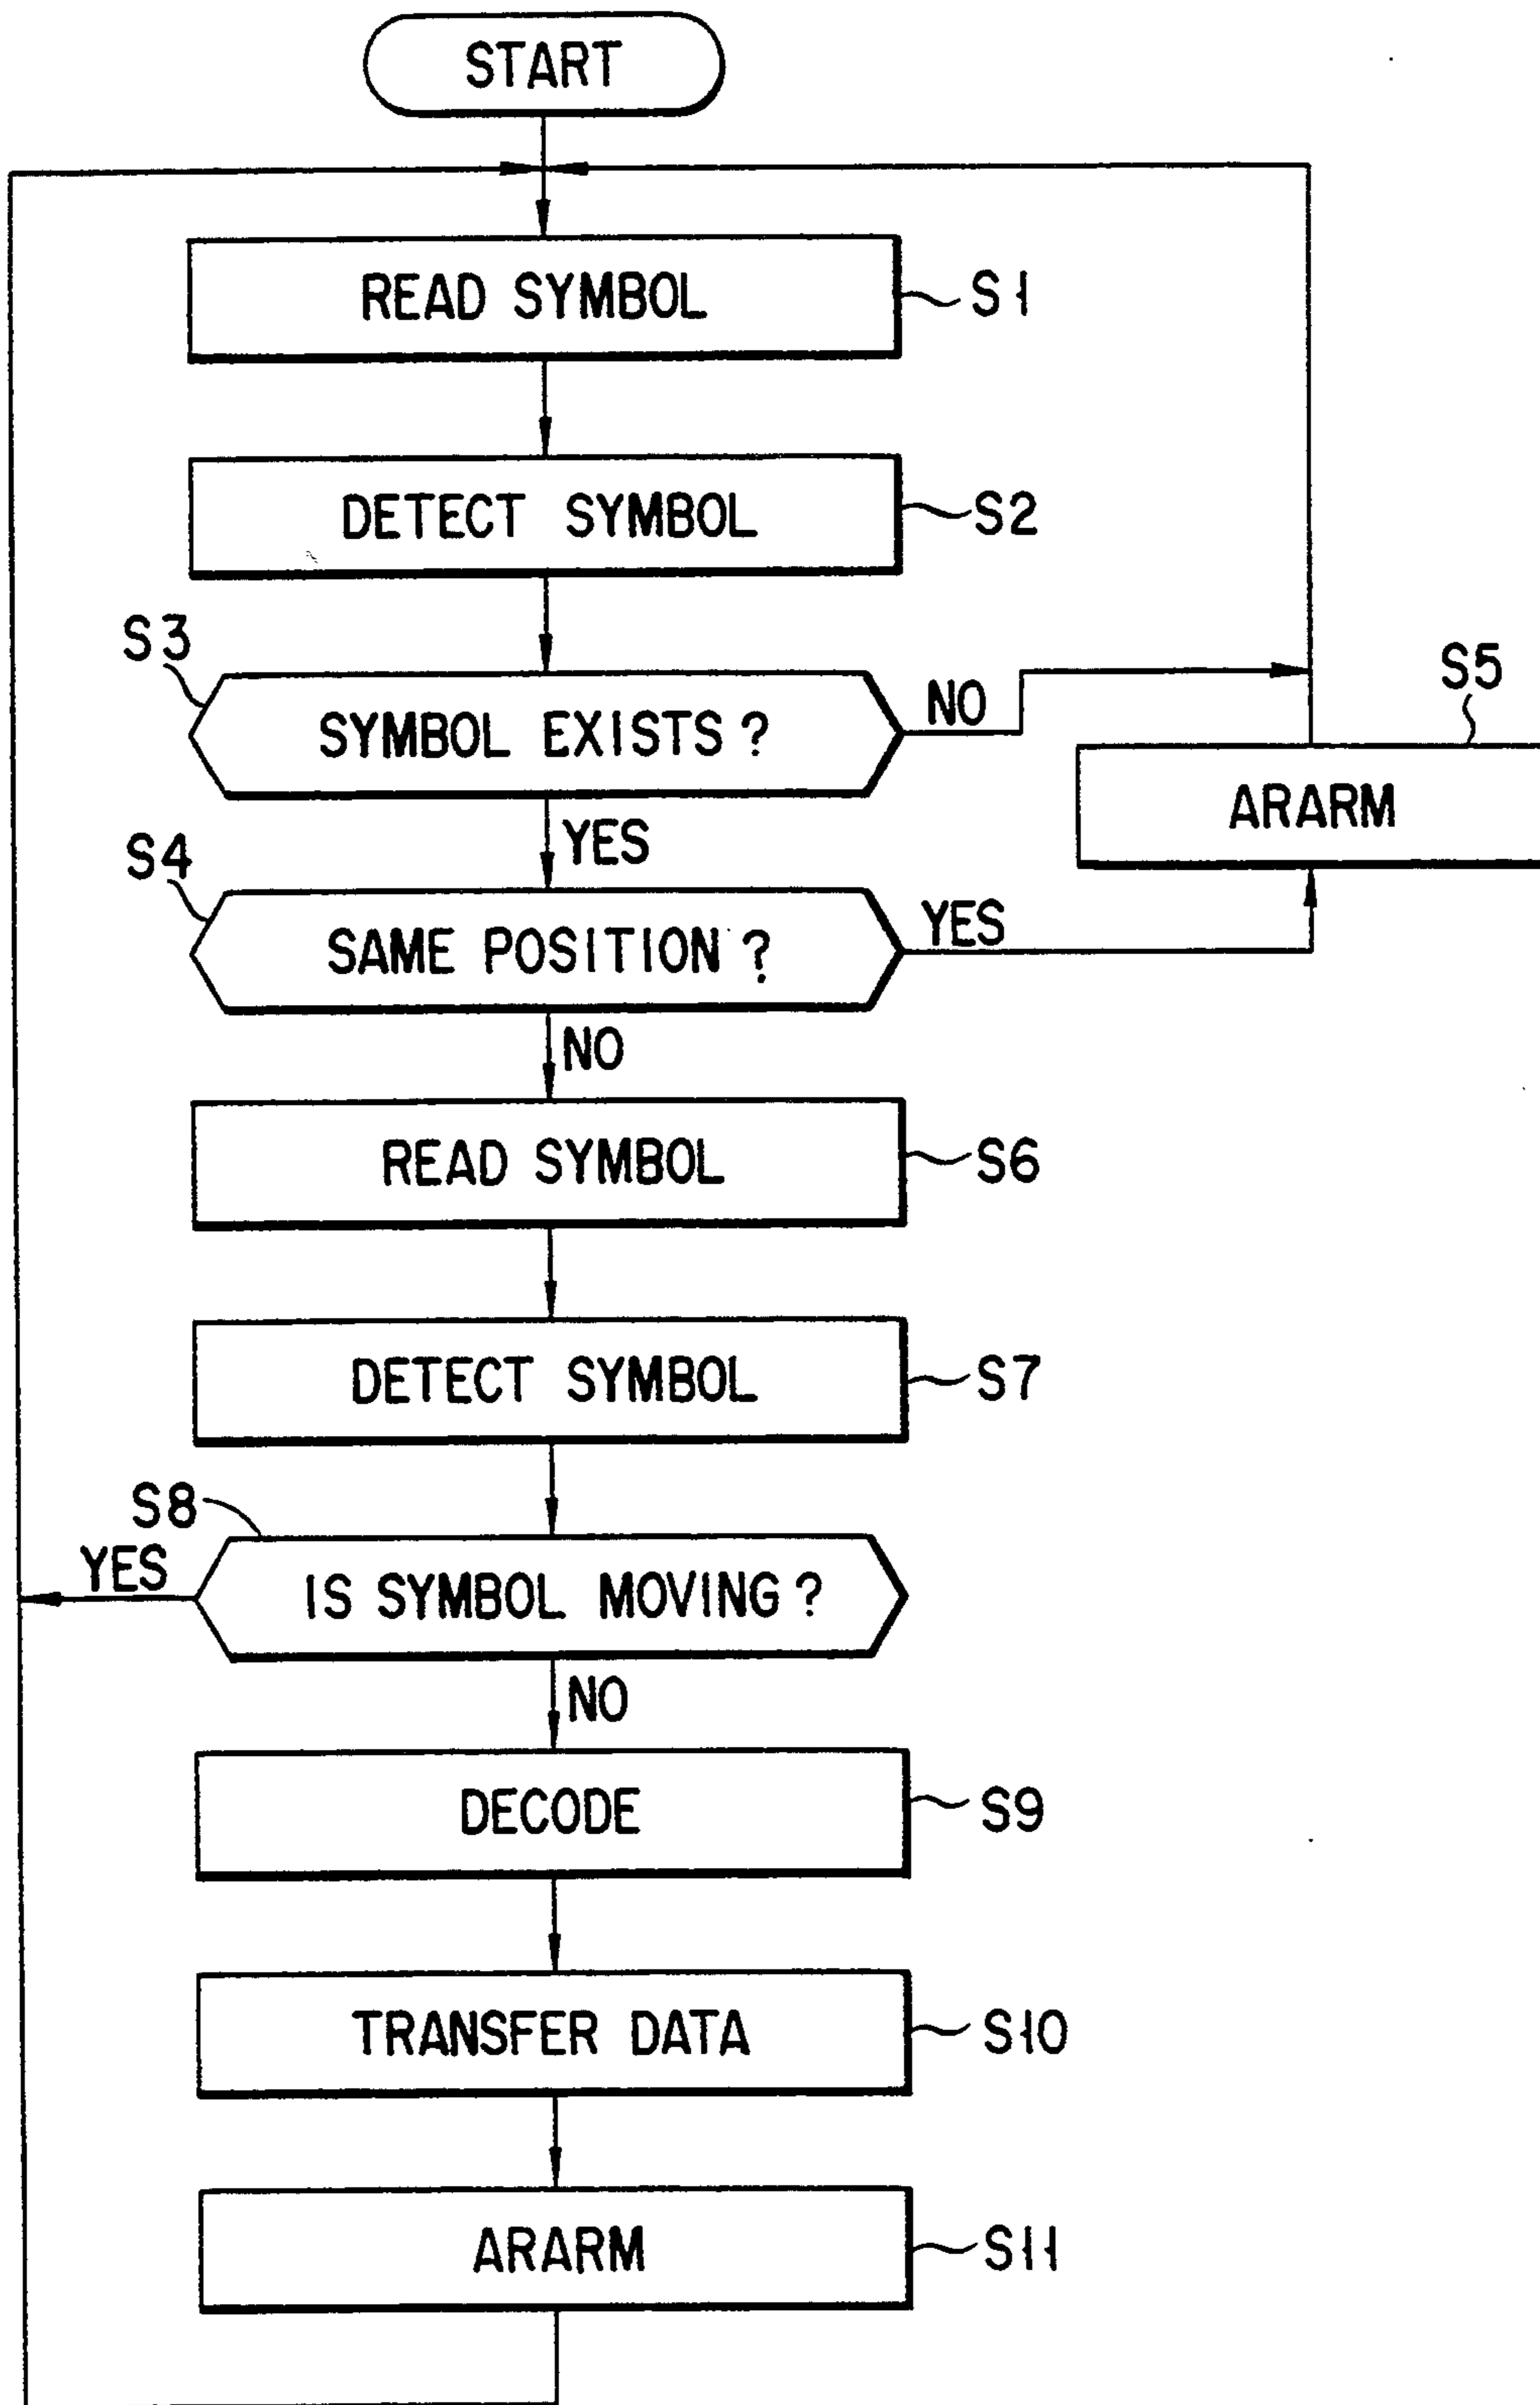 START
READ SYMBOL
S1
DETECT SYMBOL
S2
S3
SYMBOL EXISTS ?
NO
S5
ARARM
YES
S4
SAME POSITION ?
YES
NO
READ SYMBOL
S6
DETECT SYMBOL
S7
S8
YES
IS SYMBOL MOVING ?
NO
DECODE
S9
TRANSFER DATA
S10
ARARM
S11